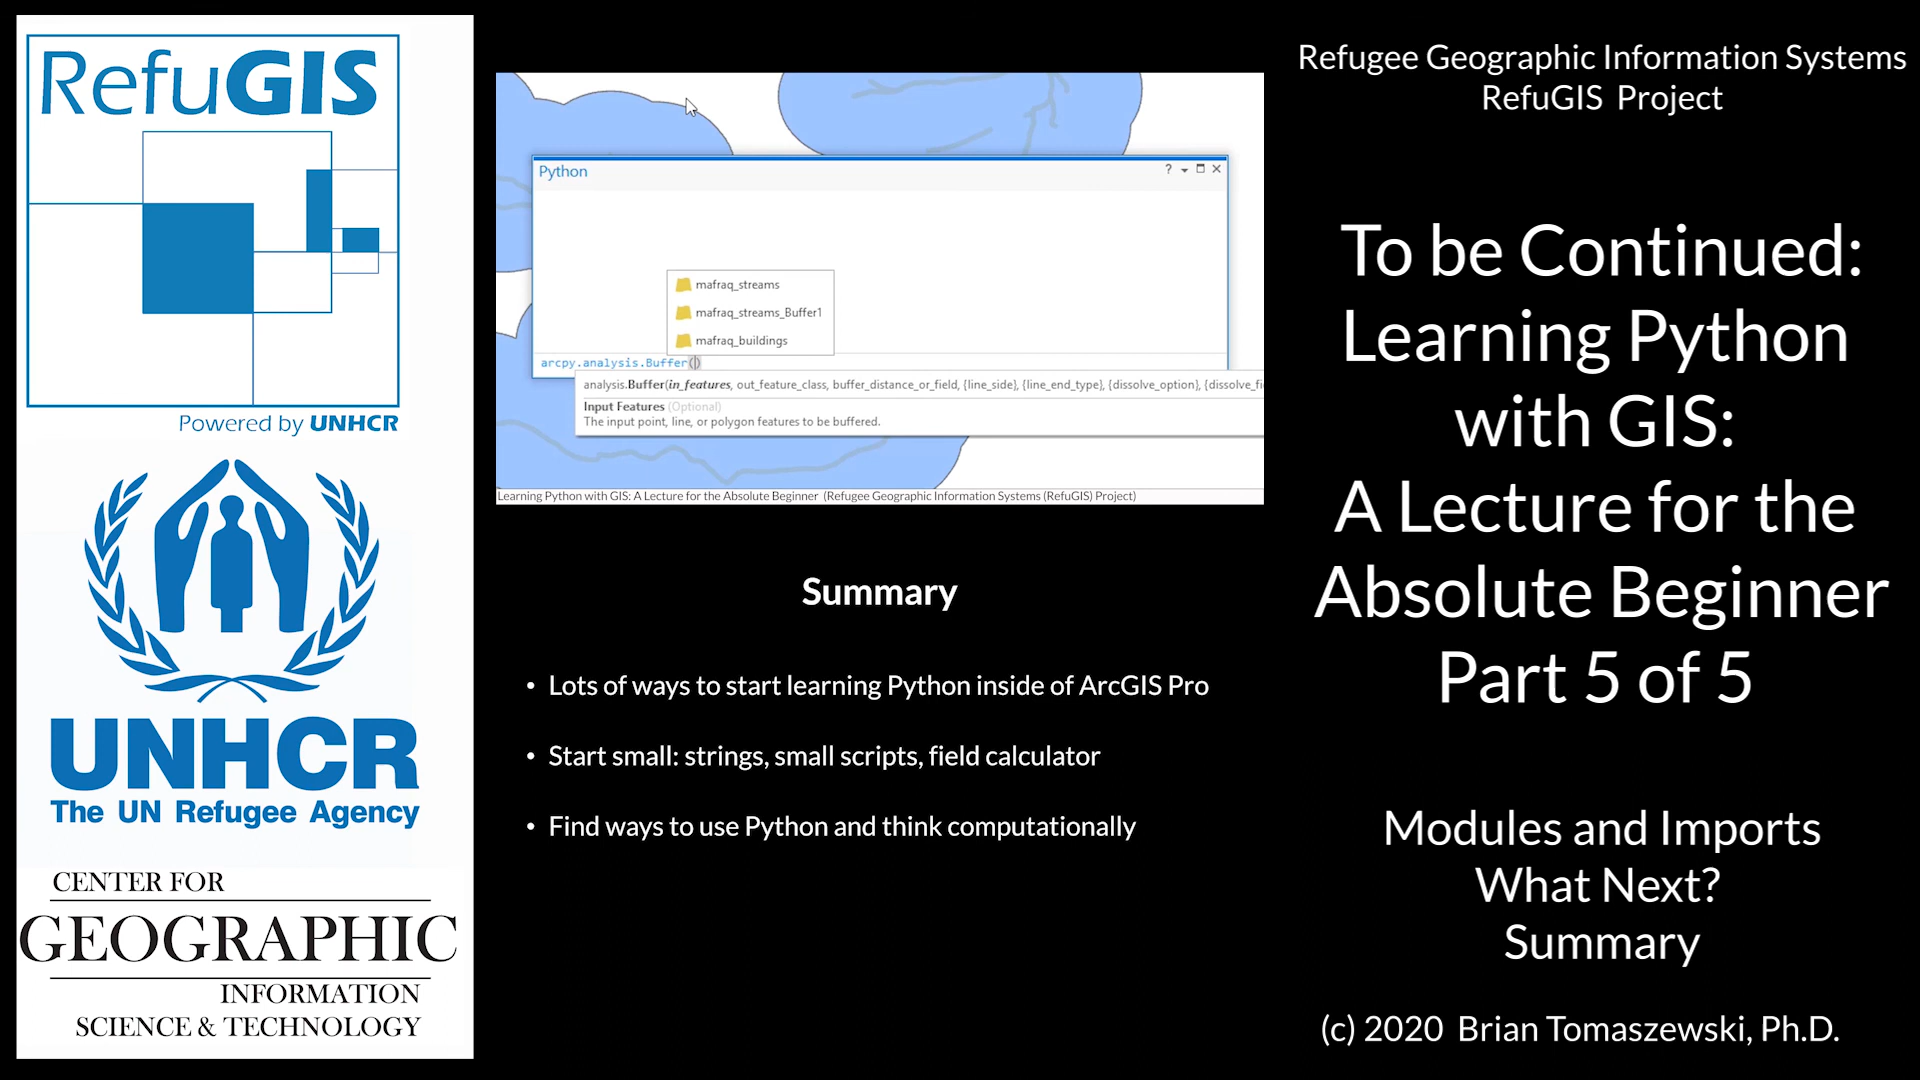 RefuGIS
Powered by UNHCR
UNHCR
The UN Refugee Agency
CENTER FOR
GEOGRAPHIC
INFORMATION
SCIENCE & TECHNOLOGY
Python
mafraq_streams
mafraq_streams_Buffer1
mafraq_buildings
arcpy.analysis.Buffer()
analysis.Buffer(in_features, out_feature_class, buffer_distance_or_field, {line_side}, {line_end_type}, {dissolve_option}, {dissolve_fi
Input Features (Optional)
The input point, line, or polygon features to be buffered.
Learning Python with GIS: A Lecture for the Absolute Beginner (Refugee Geographic Information Systems (RefuGIS) Project)
Summary
• Lots of ways to start learning Python inside of ArcGIS Pro
• Start small: strings, small scripts, field calculator
• Find ways to use Python and think computationally
Refugee Geographic Information Systems
RefuGIS Project
To be Continued:
Learning Python
with GIS:
A Lecture for the
Absolute Beginner
Part 5 of 5
Modules and Imports
What Next?
Summary
(c) 2020 Brian Tomaszewski, Ph.D.